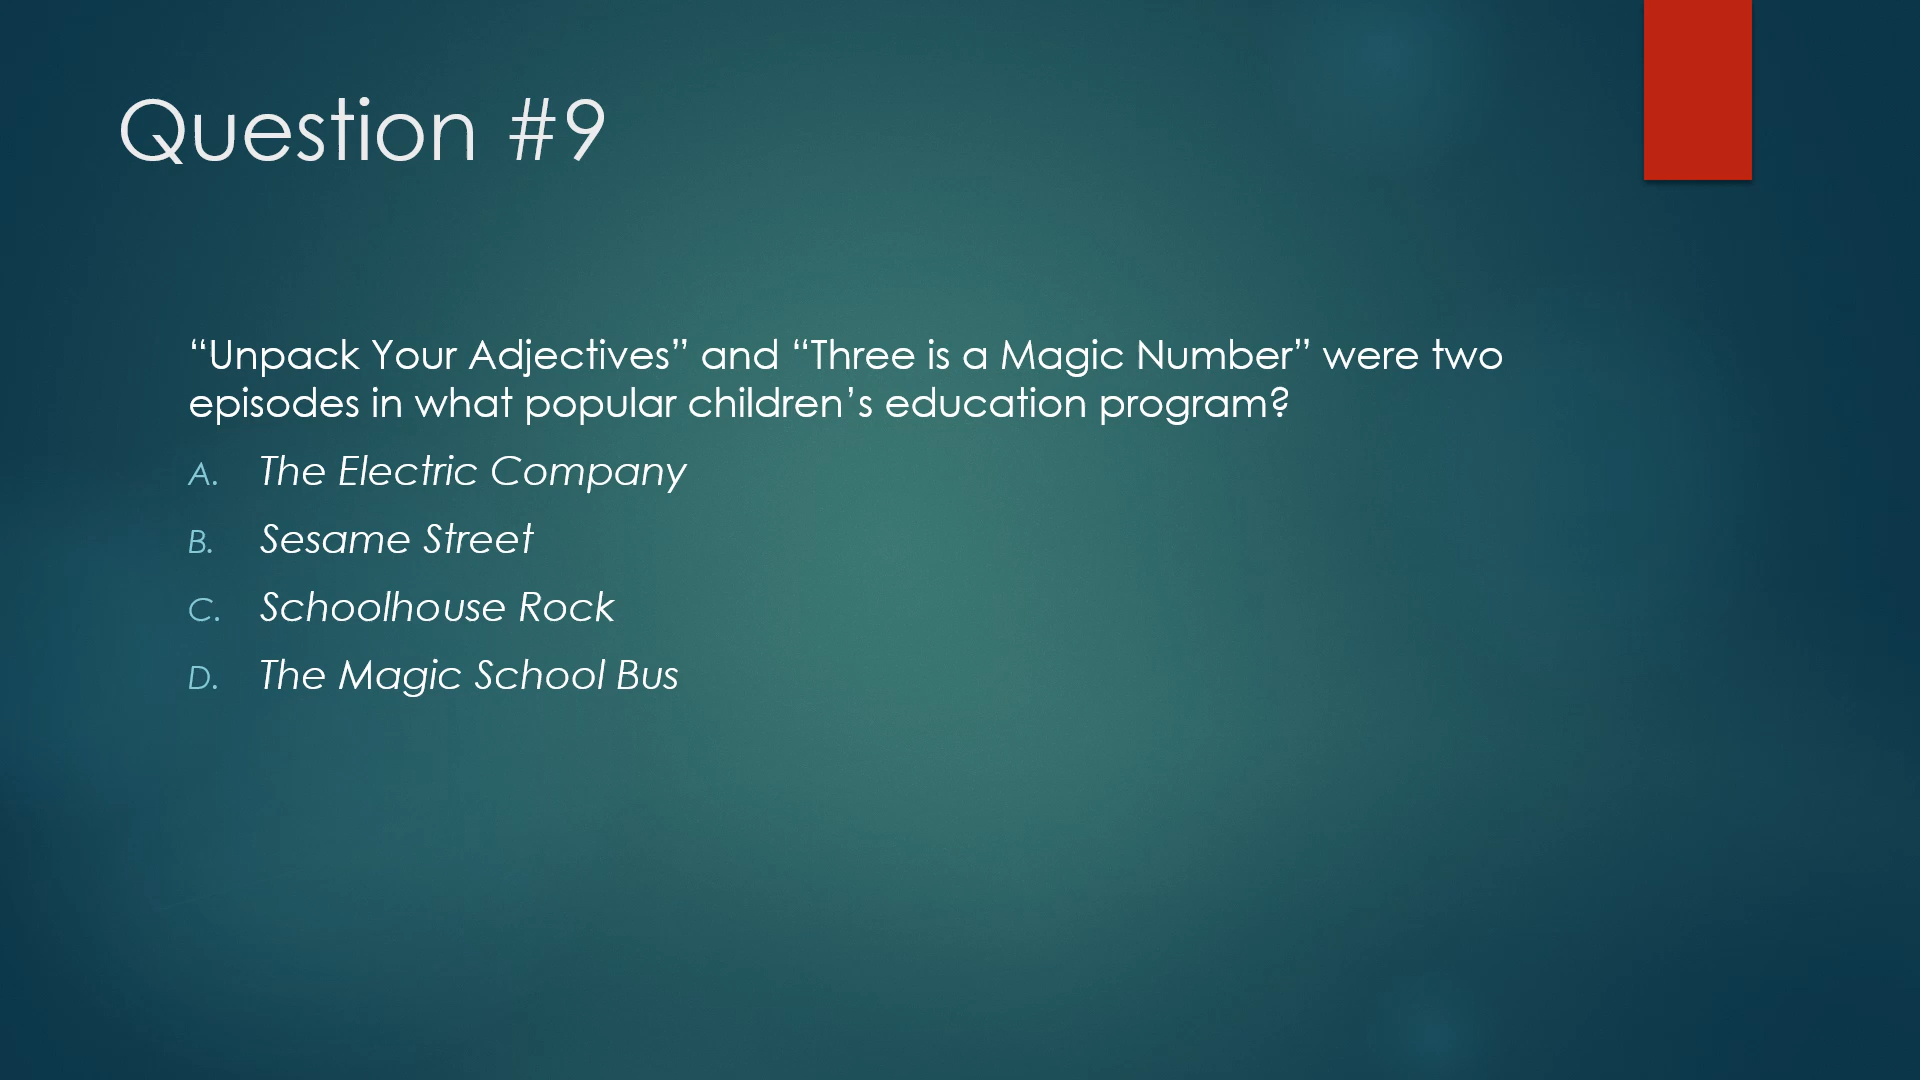 Question #9
“Unpack Your Adjectives” and “Three is a Magic Number” were two
episodes in what popular children’s education program?
A. The Electric Company
B. Sesame Street
C. Schoolhouse Rock
D. The Magic School Bus